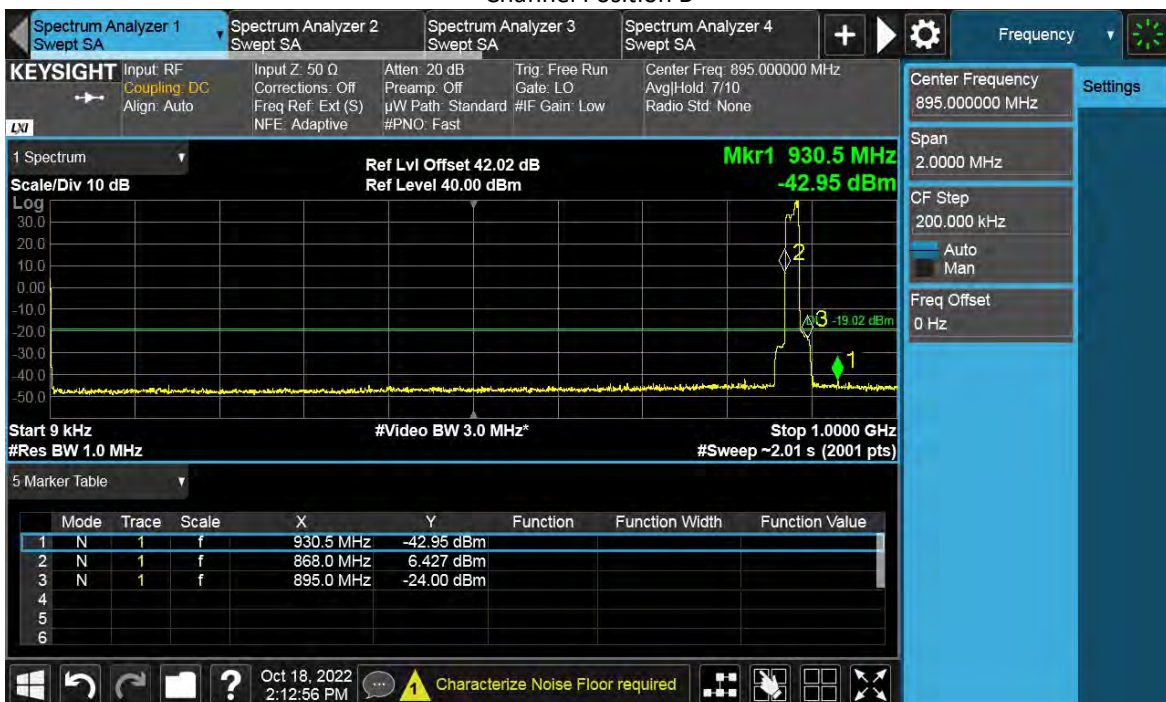 Spectrum Analyzer 1
Swept SA
Spectrum Analyzer 2
Swept SA
Spectrum Analyzer 3
Swept SA
Spectrum Analyzer 4
Swept SA
+
Frequency
KEYSIGHT
LXI
Input: RF
Coupling: DC
Align: Auto
Input Z: 50 Ω
Corrections: Off
Freq Ref: Ext (S)
NFE: Adaptive
Atten: 20 dB
Preamp: Off
µW Path: Standard
#PNO: Fast
Trig: Free Run
Gate: LO
#IF Gain: Low
Center Freq: 895.000000 MHz
Avg|Hold: 7/10
Radio Std: None
Center Frequency
895.000000 MHz
Settings
Span
2.0000 MHz
CF Step
200.000 kHz
Auto
Man
Freq Offset
0 Hz
1 Spectrum
Scale/Div 10 dB
Ref Lvl Offset 42.02 dB
Ref Level 40.00 dBm
Mkr1 930.5 MHz
-42.95 dBm
Log
30.0
20.0
10.0
0.00
-10.0
-20.0
-30.0
-40.0
-50.0
2
3
-19.02 dBm
1
Start 9 kHz
#Video BW 3.0 MHz*
Stop 1.0000 GHz
#Res BW 1.0 MHz
#Sweep ~2.01 s (2001 pts)
5 Marker Table
Mode Trace Scale X Y Function Function Width Function Value
1 N 1 f 930.5 MHz -42.95 dBm
2 N 1 f 868.0 MHz 6.427 dBm
3 N 1 f 895.0 MHz -24.00 dBm
4
5
6
?
Oct 18, 2022
2:12:56 PM
1
Characterize Noise Floor required